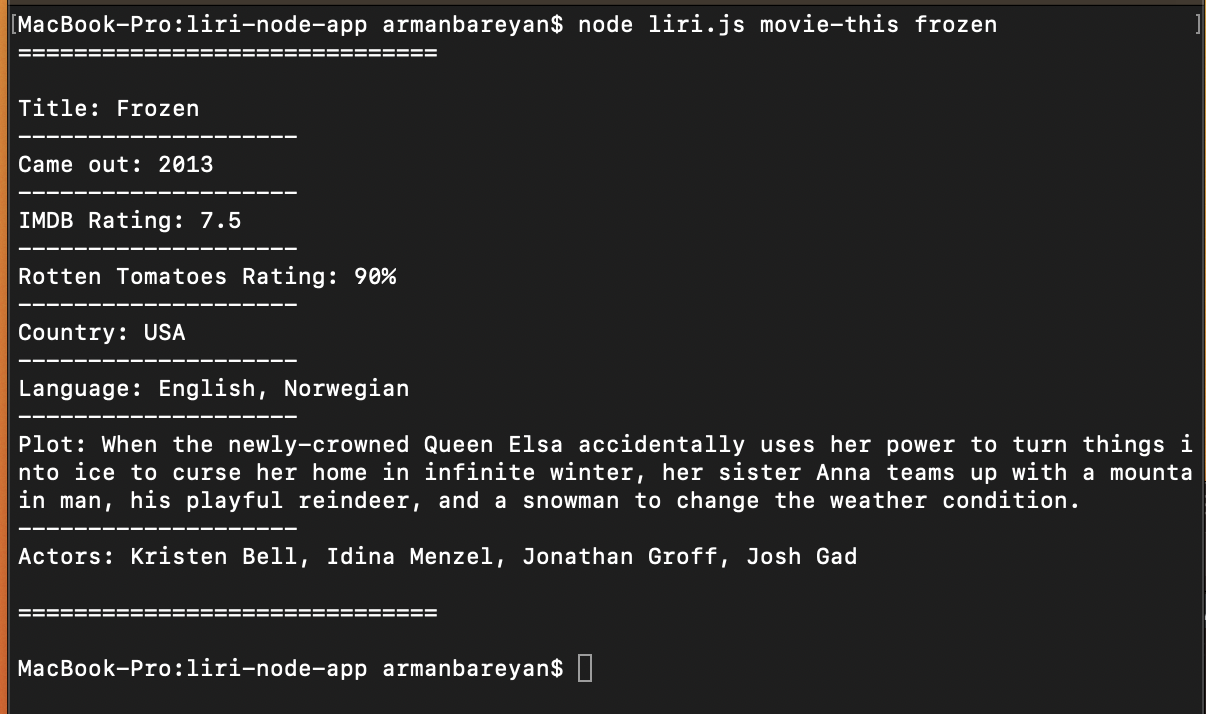 [MacBook-Pro:liri-node-app armanbareyan$ node liri.js movie-this frozen ]
==============================
Title: Frozen
--------------------
Came out: 2013
--------------------
IMDB Rating: 7.5
--------------------
Rotten Tomatoes Rating: 90%
--------------------
Country: USA
--------------------
Language: English, Norwegian
--------------------
Plot: When the newly-crowned Queen Elsa accidentally uses her power to turn things i
nto ice to curse her home in infinite winter, her sister Anna teams up with a mounta
in man, his playful reindeer, and a snowman to change the weather condition.
--------------------
Actors: Kristen Bell, Idina Menzel, Jonathan Groff, Josh Gad
==============================
MacBook-Pro:liri-node-app armanbareyan$